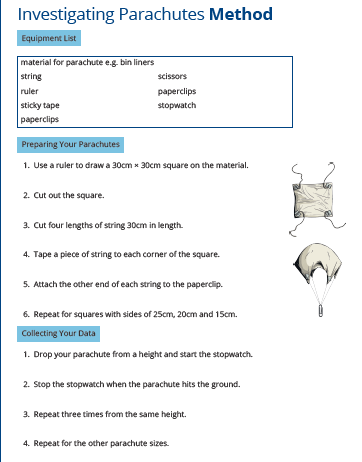 Investigating Parachutes Method
Equipment List
material for parachute e.g. bin liners
string scissors
ruler paperclips
sticky tape stopwatch
paperclips
Preparing Your Parachutes
1. Use a ruler to draw a 30cm × 30cm square on the material.
2. Cut out the square.
3. Cut four lengths of string 30cm in length.
4. Tape a piece of string to each corner of the square.
5. Attach the other end of each string to the paperclip.
6. Repeat for squares with sides of 25cm, 20cm and 15cm.
Collecting Your Data
1. Drop your parachute from a height and start the stopwatch.
2. Stop the stopwatch when the parachute hits the ground.
3. Repeat three times from the same height.
4. Repeat for the other parachute sizes.